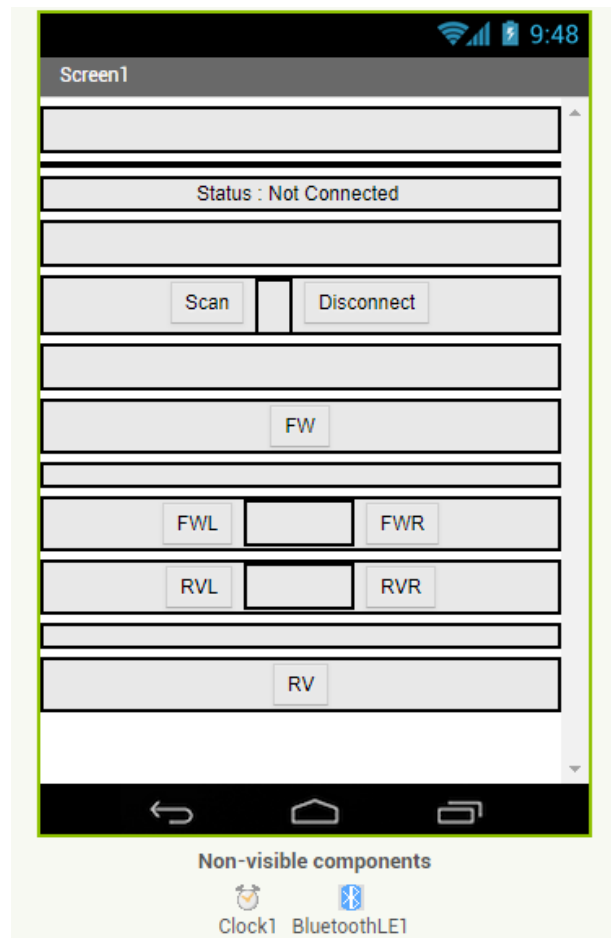 9:48
Screen1
Status : Not Connected
Scan Disconnect
FW
FWL FWR
RVL RVR
RV
Non-visible components
Clock1 BluetoothLE1